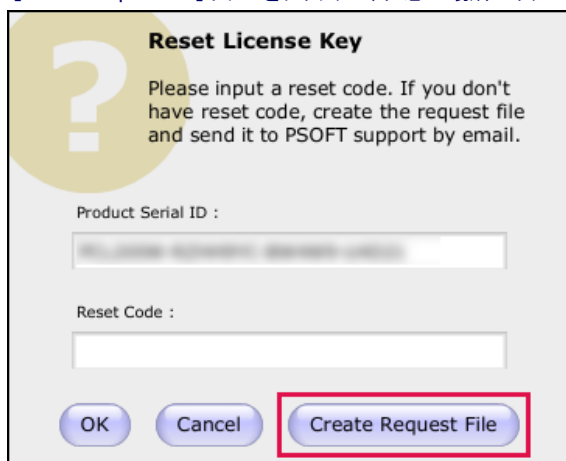 ?
Reset License Key
Please input a reset code. If you don't
have reset code, create the request file
and send it to PSOFT support by email.
Product Serial ID :
Reset Code :
OK Cancel Create Request File